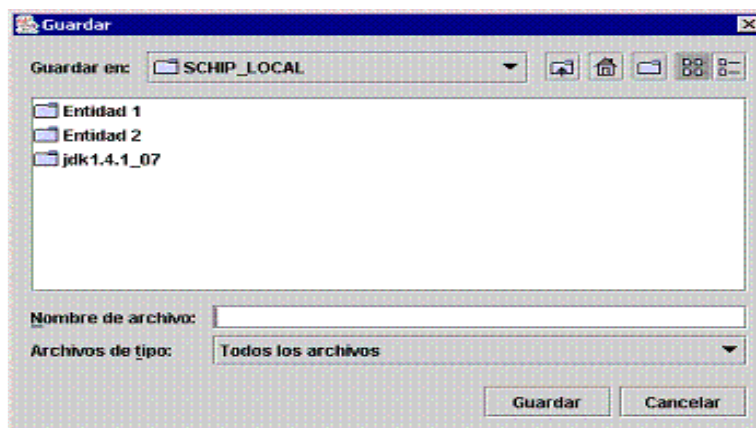 Guardar
Guardar en: SCHIP_LOCAL
Entidad 1
Entidad 2
jdk1.4.1_07
Nombre de archivo:
Archivos de tipo: Todos los archivos
Guardar Cancelar